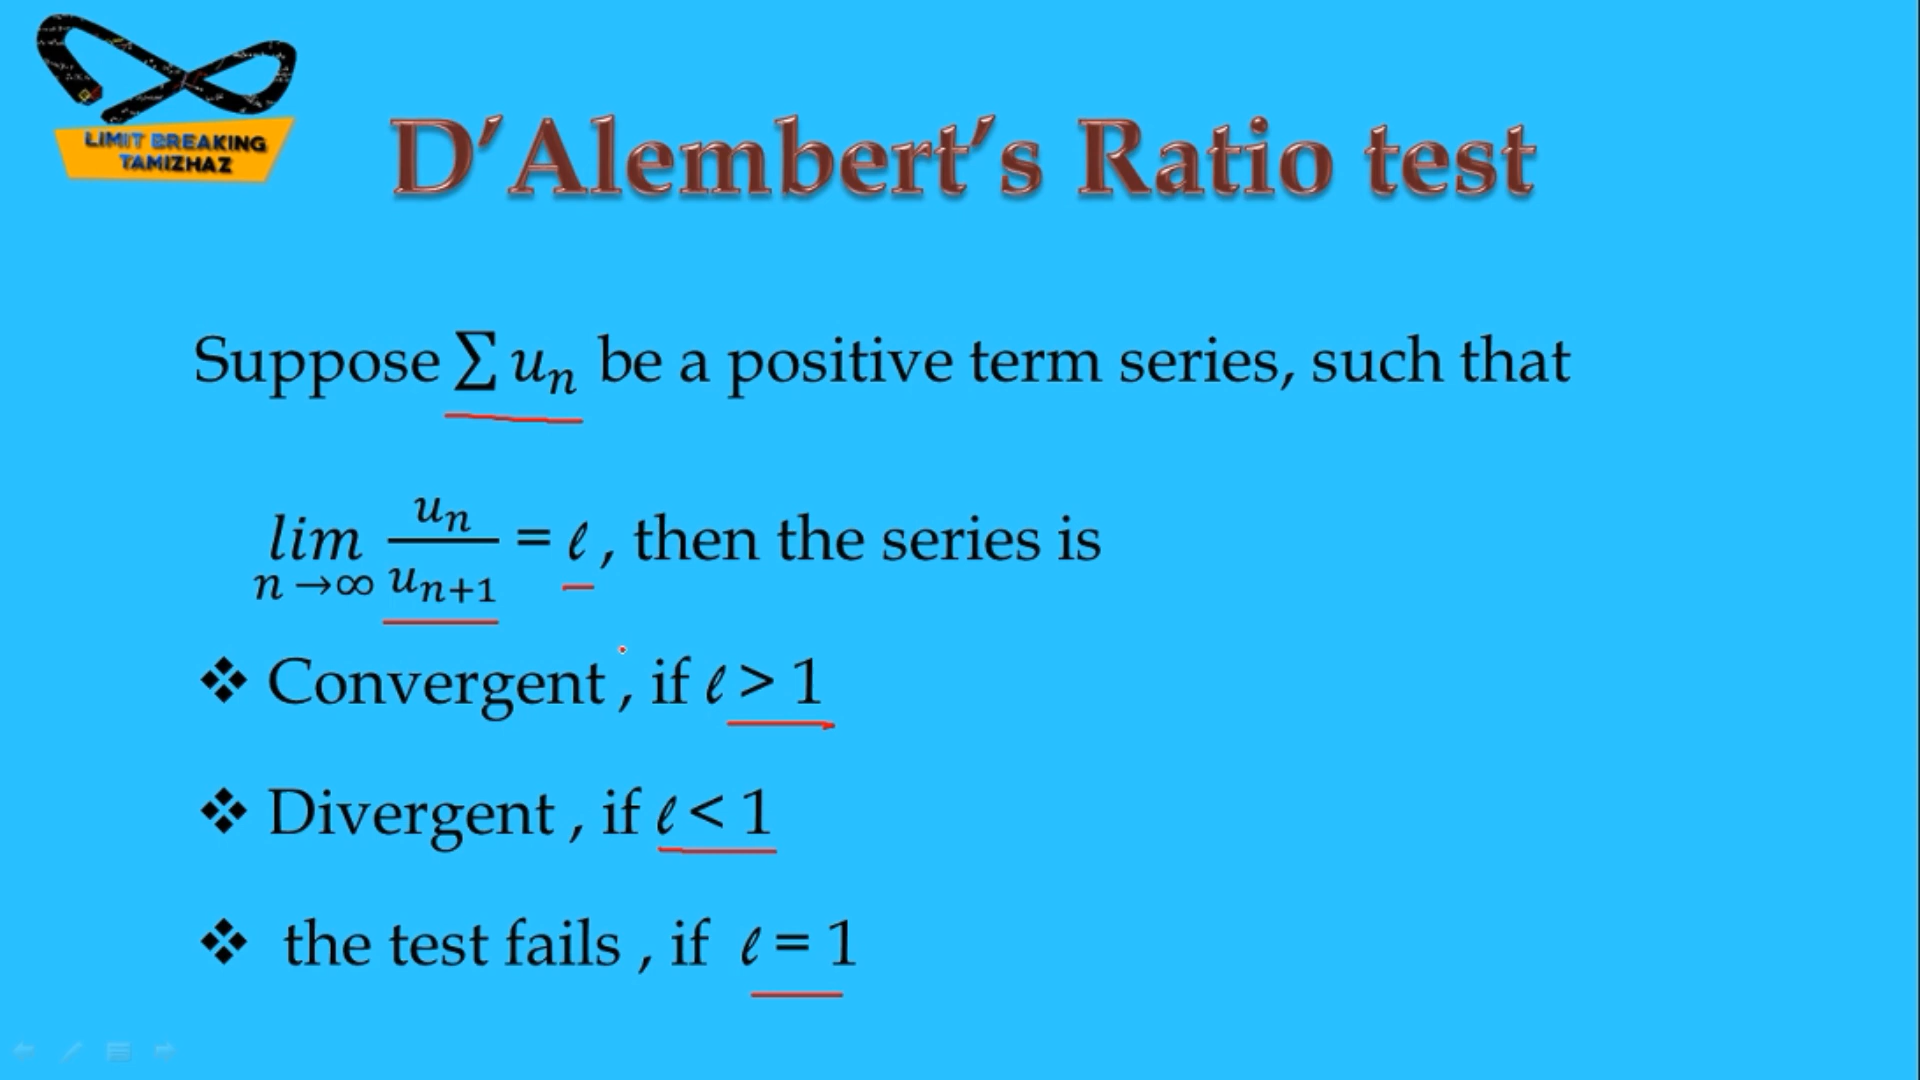 LIMIT BREAKING
TAMIZHAZ
D’Alembert’s Ratio test
Suppose ∑ uₙ be a positive term series, such that
lim n→∞ uₙ/uₙ₊₁ = ℓ , then the series is
❖ Convergent , if ℓ > 1
❖ Divergent , if ℓ < 1
❖ the test fails , if ℓ = 1